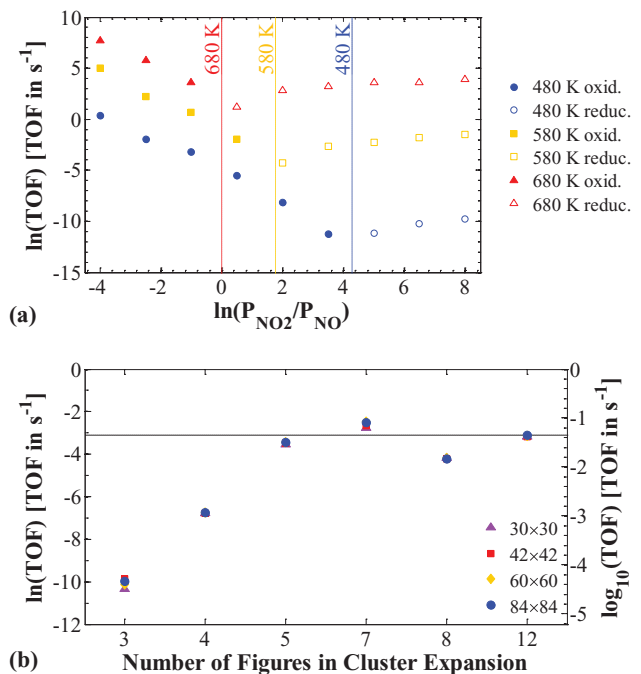 10
5
0
-5
-10
-15
ln(TOF) [TOF in s⁻¹]
680 K
580 K
480 K
-4
-2
0
2
4
6
8
ln(P_NO2/P_NO)
480 K oxid.
480 K reduc.
580 K oxid.
580 K reduc.
680 K oxid.
680 K reduc.
(a)
0
-2
-4
-6
-8
-10
-12
ln(TOF) [TOF in s⁻¹]
0
-1
-2
-3
-4
-5
log₁₀(TOF) [TOF in s⁻¹]
30×30
42×42
60×60
84×84
3
4
5
7
8
12
(b)
Number of Figures in Cluster Expansion